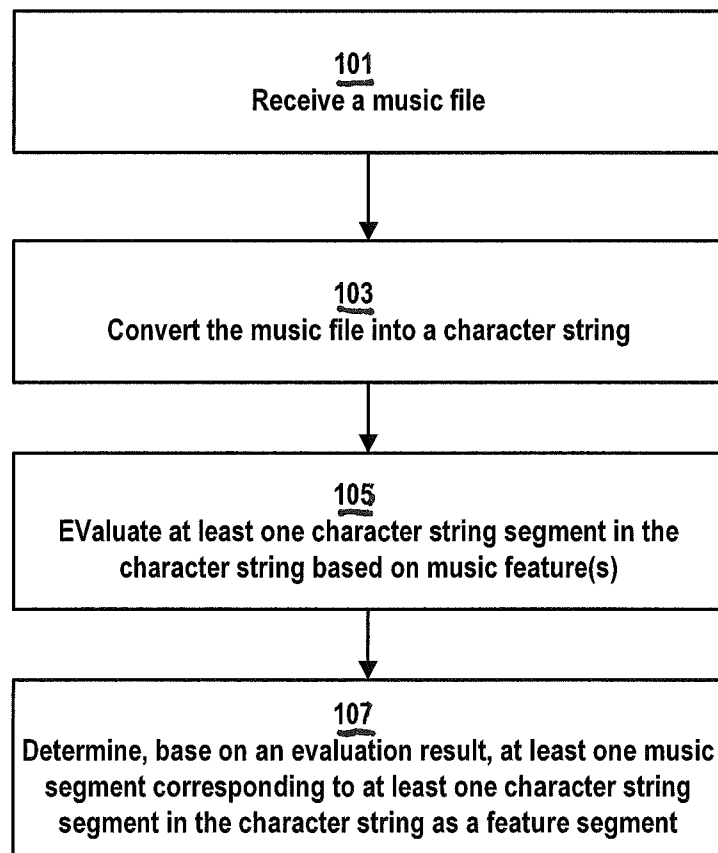 101
Receive a music file
103
Convert the music file into a character string
105
EValuate at least one character string segment in the
character string based on music feature(s)
107
Determine, base on an evaluation result, at least one music
segment corresponding to at least one character string
segment in the character string as a feature segment